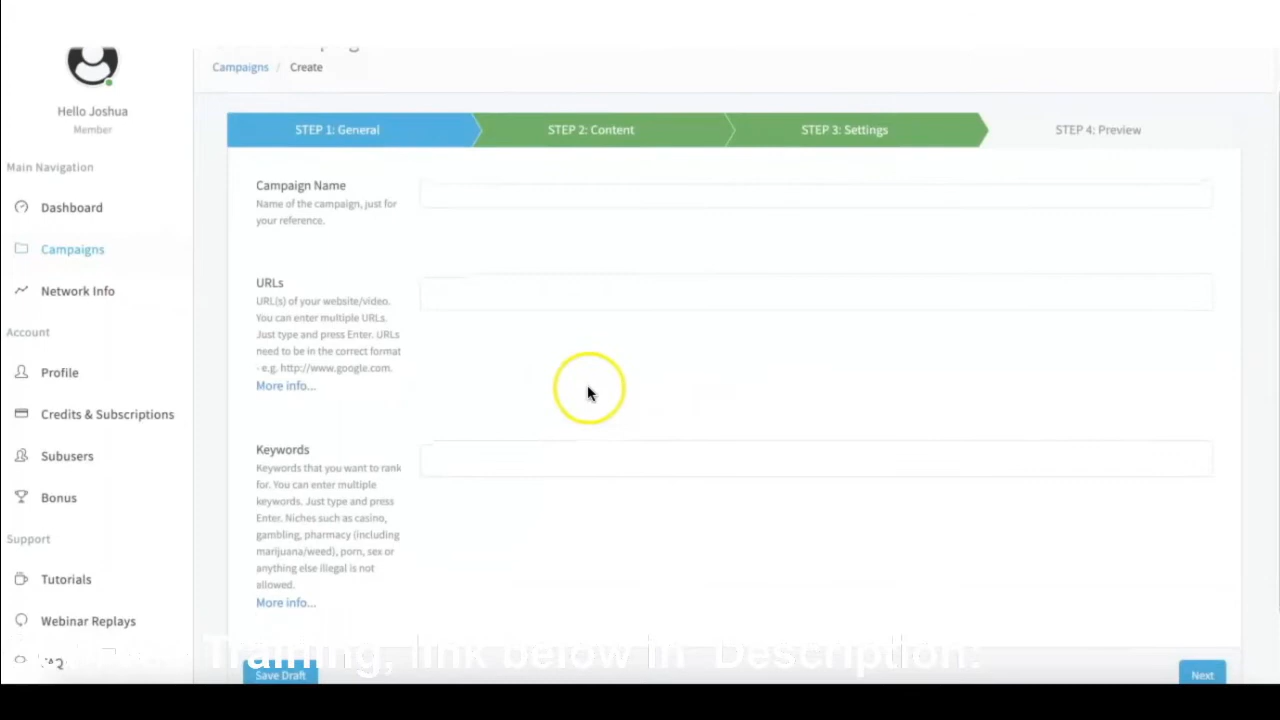 Campaigns / Create
Hello Joshua
Member
Main Navigation
Dashboard
Campaigns
Network Info
Account
Profile
Credits & Subscriptions
Subusers
Bonus
Support
Tutorials
Webinar Replays
FAQ
STEP 1: General
STEP 2: Content
STEP 3: Settings
STEP 4: Preview
Campaign Name
Name of the campaign, just for
your reference.
URLs
URL(s) of your website/video.
You can enter multiple URLs.
Just type and press Enter. URLs
need to be in the correct format
- e.g. http://www.google.com.
More info...
Keywords
Keywords that you want to rank
for. You can enter multiple
keywords. Just type and press
Enter. Niches such as casino,
gambling, pharmacy (including
marijuana/weed), porn, sex or
anything else illegal is not
allowed.
More info...
Training, link below in Description.
Save Draft
Next